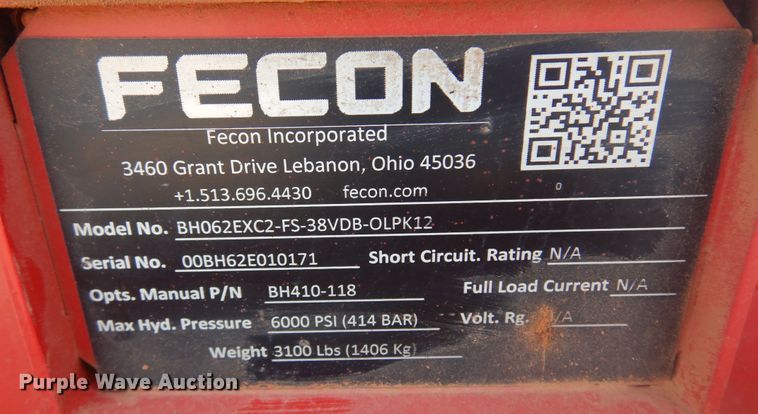 FECON
Fecon Incorporated
3460 Grant Drive Lebanon, Ohio 45036
+1.513.696.4430 fecon.com
0
Model No. BH062EXC2-FS-38VDB-OLPK12
Serial No. 00BH62E010171 Short Circuit. Rating N/A
Opts. Manual P/N BH410-118 Full Load Current N/A
Max Hyd. Pressure 6000 PSI (414 BAR) Volt. Rg. N/A
Weight 3100 Lbs (1406 Kg)
Purple Wave Auction